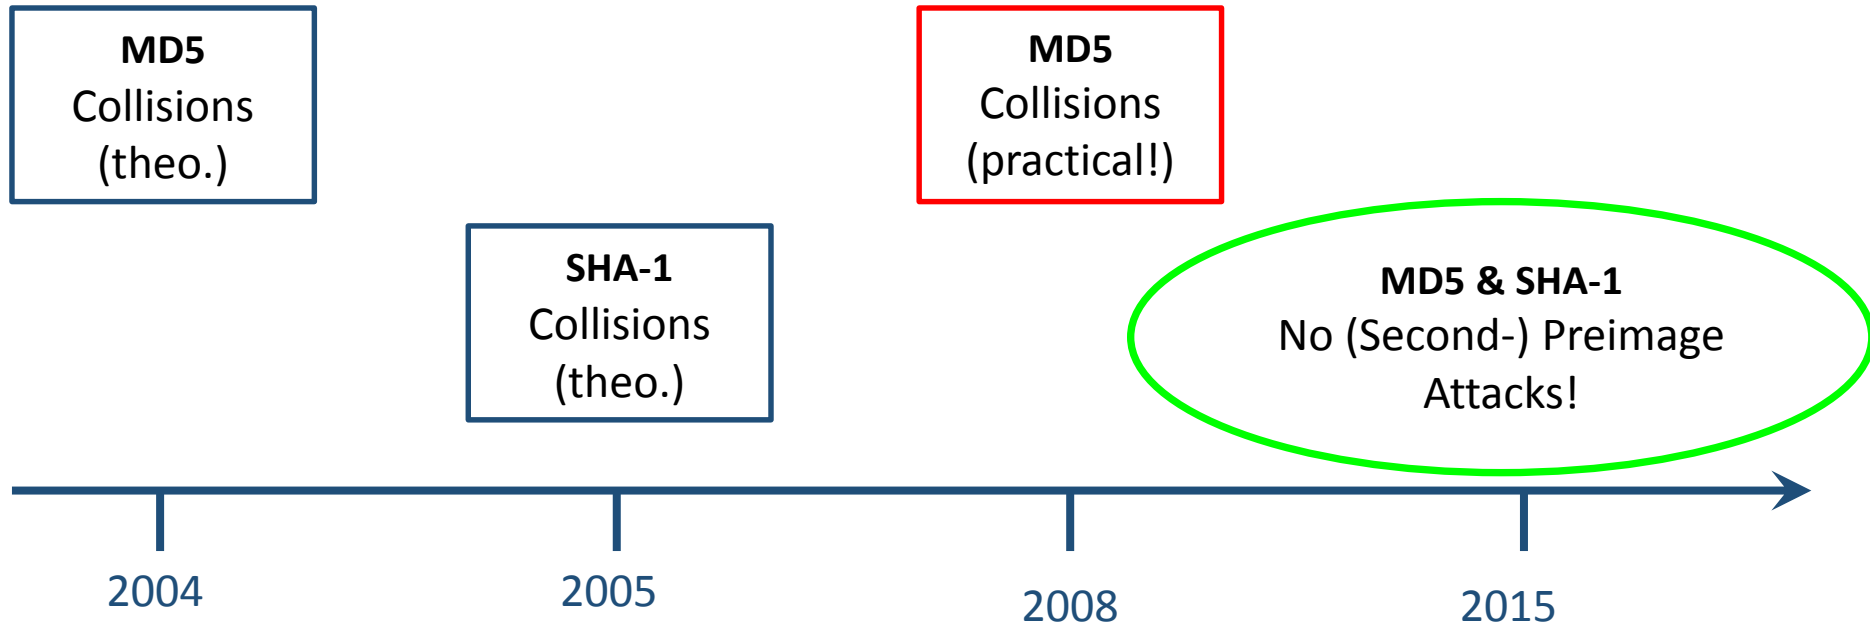 MD5
Collisions
(theo.)
SHA-1
Collisions
(theo.)
MD5
Collisions
(practical!)
MD5 & SHA-1
No (Second-) Preimage
Attacks!
2004
2005
2008
2015